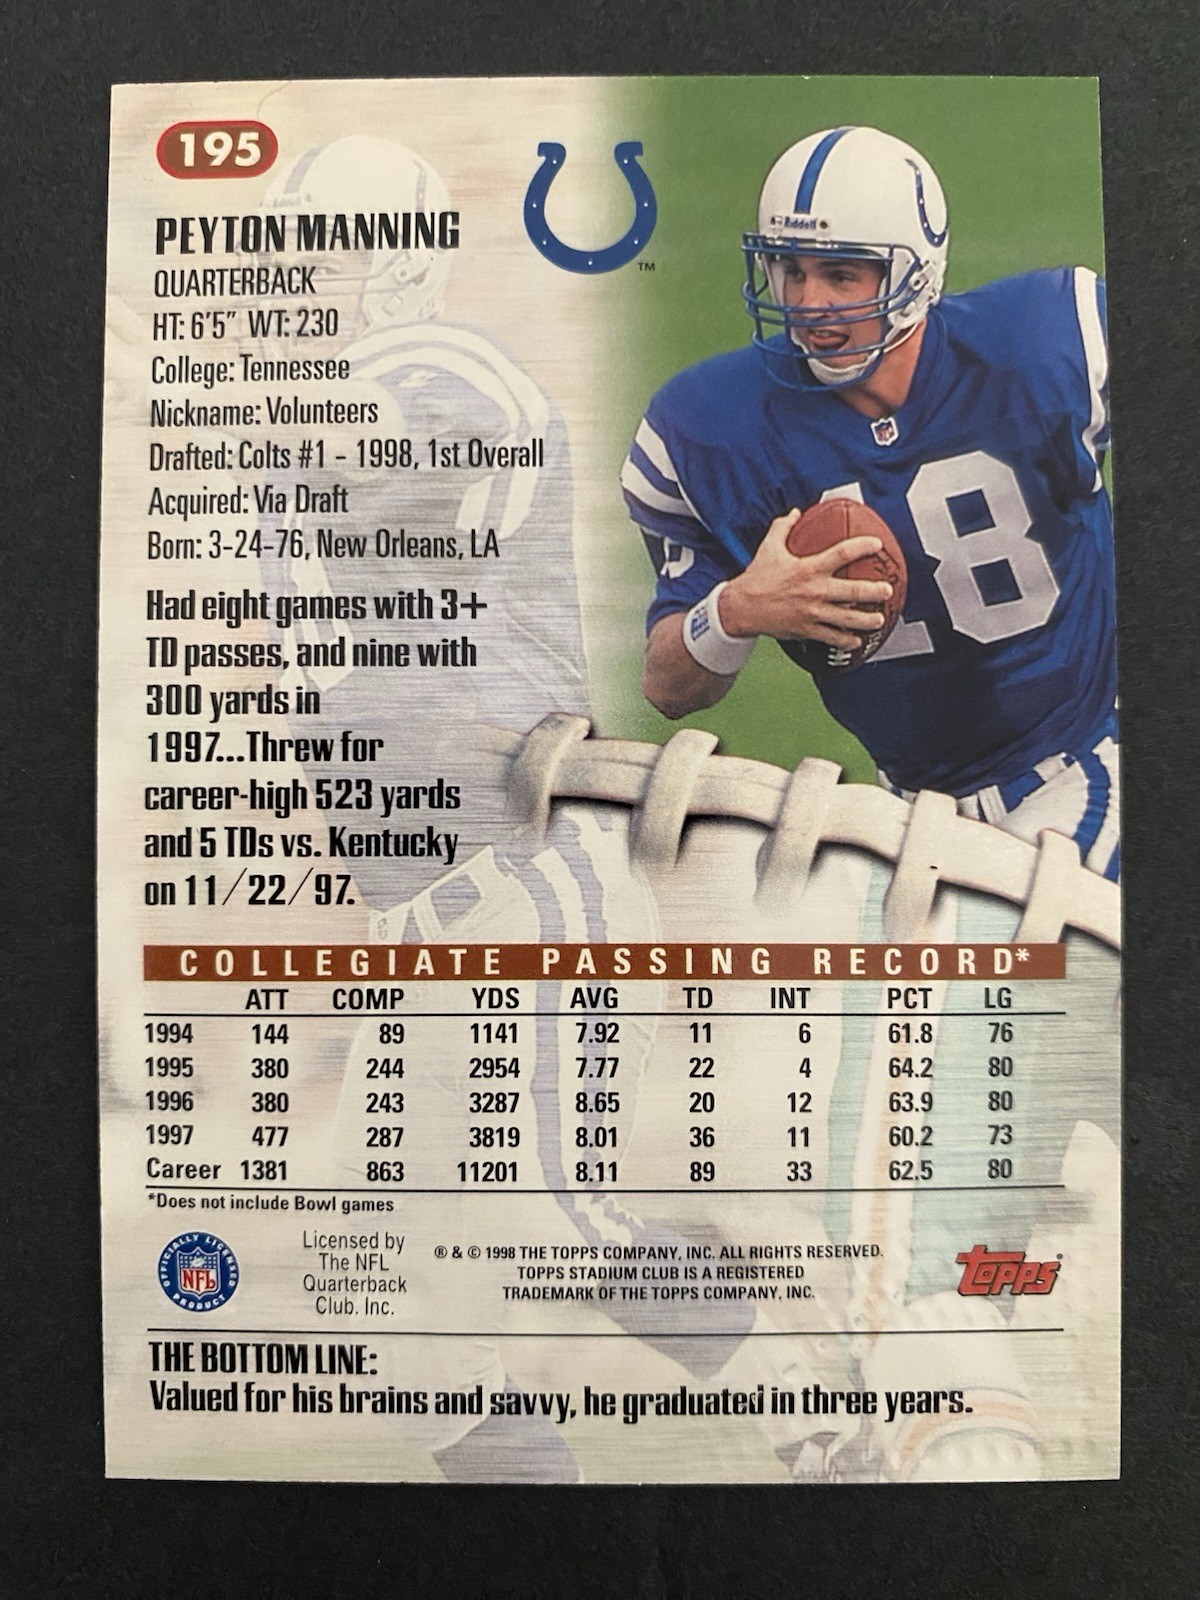 195
PEYTON MANNING
QUARTERBACK
HT: 6'5" WT: 230
College: Tennessee
Nickname: Volunteers
Drafted: Colts #1 - 1998, 1st Overall
Acquired: Via Draft
Born: 3-24-76, New Orleans, LA
Had eight games with 3+
TD passes, and nine with
300 yards in
1997...Threw for
career-high 523 yards
and 5 TDs vs. Kentucky
on 11/22/97.
TM
Riddell
NFL
18
COLLEGIATE PASSING RECORD*
ATT COMP YDS AVG TD INT PCT LG
1994 144 89 1141 7.92 11 6 61.8 76
1995 380 244 2954 7.77 22 4 64.2 80
1996 380 243 3287 8.65 20 12 63.9 80
1997 477 287 3819 8.01 36 11 60.2 73
Career 1381 863 11201 8.11 89 33 62.5 80
*Does not include Bowl games
OFFICIALLY LICENSED
NFL
PRODUCT
Licensed by
The NFL
Quarterback
Club. Inc.
® & © 1998 THE TOPPS COMPANY, INC. ALL RIGHTS RESERVED.
TOPPS STADIUM CLUB IS A REGISTERED
TRADEMARK OF THE TOPPS COMPANY, INC.
Topps®
THE BOTTOM LINE:
Valued for his brains and savvy, he graduated in three years.